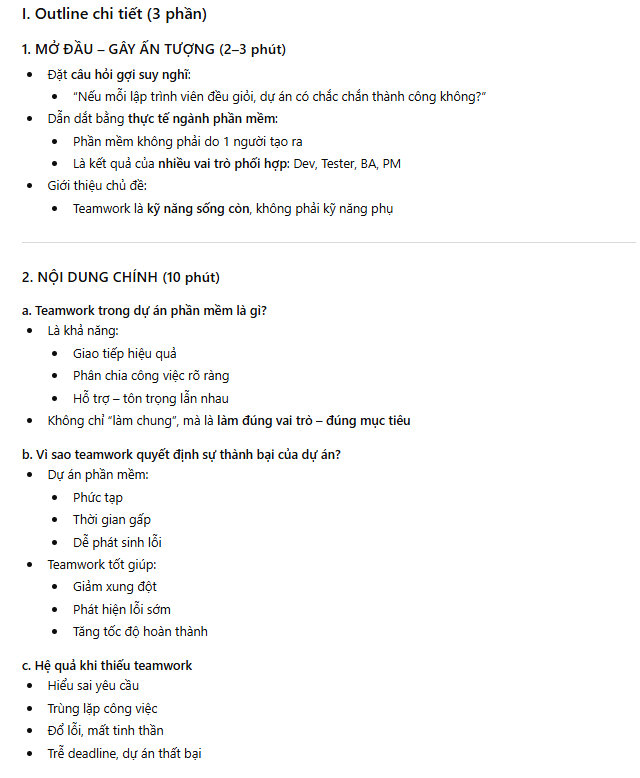 I. Outline chi tiết (3 phần)
1. MỞ ĐẦU – GÂY ẤN TƯỢNG (2–3 phút)
• Đặt câu hỏi gợi suy nghĩ:
• “Nếu mỗi lập trình viên đều giỏi, dự án có chắc chắn thành công không?”
• Dẫn dắt bằng thực tế ngành phần mềm:
• Phần mềm không phải do 1 người tạo ra
• Là kết quả của nhiều vai trò phối hợp: Dev, Tester, BA, PM
• Giới thiệu chủ đề:
• Teamwork là kỹ năng sống còn, không phải kỹ năng phụ
2. NỘI DUNG CHÍNH (10 phút)
a. Teamwork trong dự án phần mềm là gì?
• Là khả năng:
• Giao tiếp hiệu quả
• Phân chia công việc rõ ràng
• Hỗ trợ – tôn trọng lẫn nhau
• Không chỉ “làm chung”, mà là làm đúng vai trò – đúng mục tiêu
b. Vì sao teamwork quyết định sự thành bại của dự án?
• Dự án phần mềm:
• Phức tạp
• Thời gian gấp
• Dễ phát sinh lỗi
• Teamwork tốt giúp:
• Giảm xung đột
• Phát hiện lỗi sớm
• Tăng tốc độ hoàn thành
c. Hệ quả khi thiếu teamwork
• Hiểu sai yêu cầu
• Trùng lặp công việc
• Đổ lỗi, mất tinh thần
• Trễ deadline, dự án thất bại